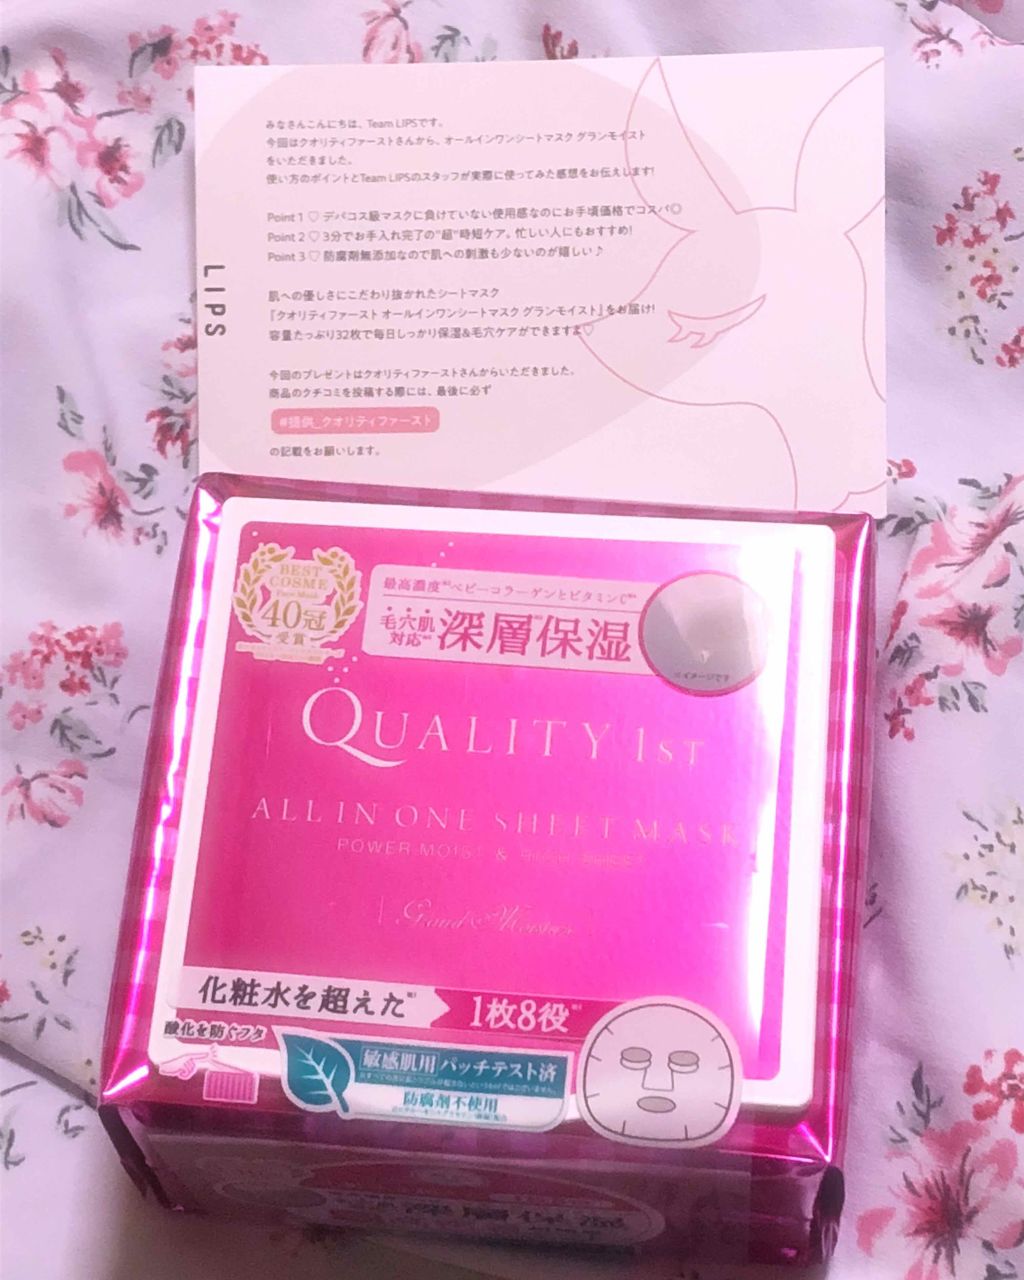 みなさんこんにちは、Team LIPSです。
今回はクオリティファーストさんから、オールインワンシートマスク グランモイスト
をいただきました。
使い方のポイントとTeam LIPSのスタッフが実際に使ってみた感想をお伝えします!
Point 1 ♡ デパコス級マスクに負けていない使用感なのにお手頃価格でコスパ◎
Point 2 ♡ 3分でお手入れ完了の"超"時短ケア。忙しい人にもおすすめ!
Point 3 ♡ 防腐剤無添加なので肌への刺激も少ないのが嬉しい♪
肌への優しさにこだわり抜かれたシートマスク
『クオリティファースト オールインワンシートマスク グランモイスト』をお届け!
容量たっぷり32枚で毎日しっかり保湿&毛穴ケアができますよ♡
今回のプレゼントはクオリティファーストさんからいただきました。
商品のクチコミを投稿する際には、最後に必ず
#提供_クオリティファースト
の記載をお願いします。
LIPS
BEST
COSME
Face Mask
40冠
受賞
最高濃度 ベビーコラーゲンとビタミンC
毛穴肌
対応
深層保湿
※イメージです
QUALITY 1ST
ALL IN ONE SHEET MASK
POWER MOIST &
Grand Moisture
化粧水を超えた
1枚8役
酸化を防ぐフタ
敏感肌用 パッチテスト済
防腐剤不使用